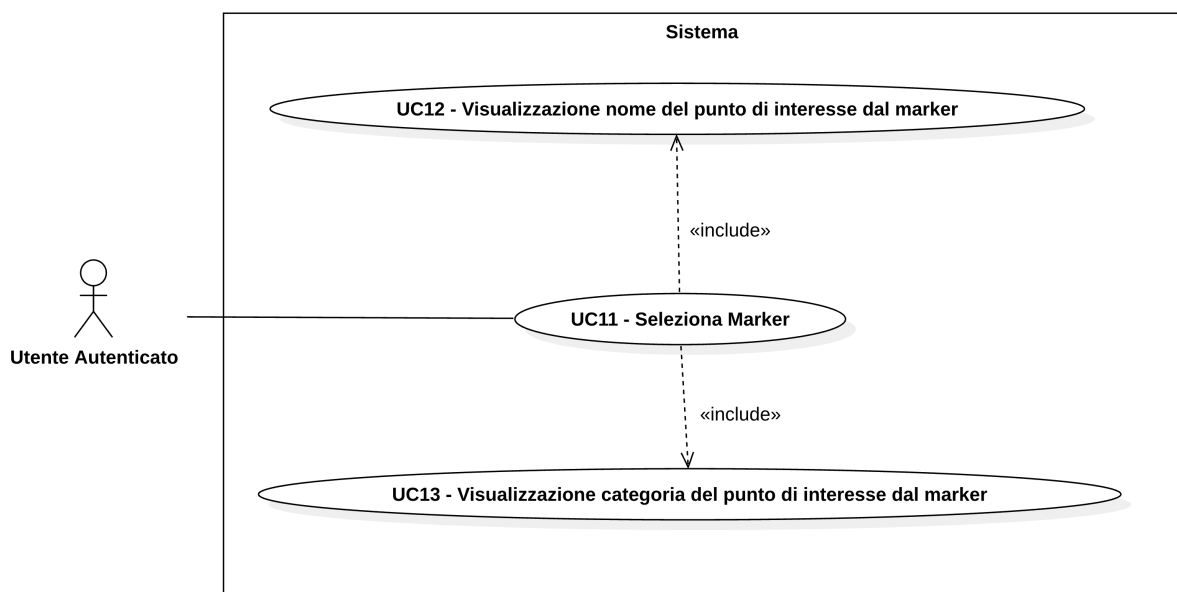 Sistema
UC12 - Visualizzazione nome del punto di interesse dal marker
«include»
UC11 - Seleziona Marker
Utente Autenticato
«include»
UC13 - Visualizzazione categoria del punto di interesse dal marker